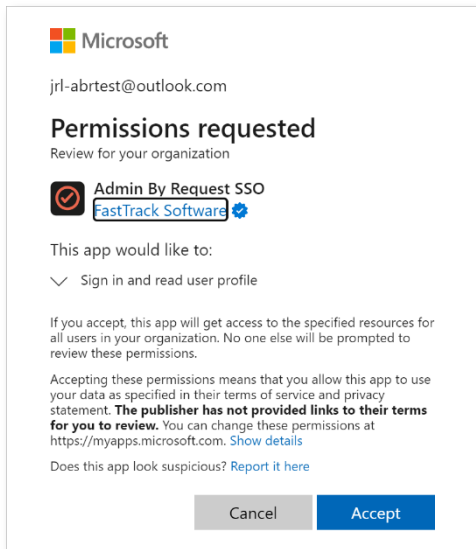 Microsoft
jrl-abrtest@outlook.com
Permissions requested
Review for your organization
Admin By Request SSO
FastTrack Software
This app would like to:
Sign in and read user profile
If you accept, this app will get access to the specified resources for
all users in your organization. No one else will be prompted to
review these permissions.
Accepting these permissions means that you allow this app to use
your data as specified in their terms of service and privacy
statement. The publisher has not provided links to their terms
for you to review. You can change these permissions at
https://myapps.microsoft.com. Show details
Does this app look suspicious? Report it here
Cancel Accept